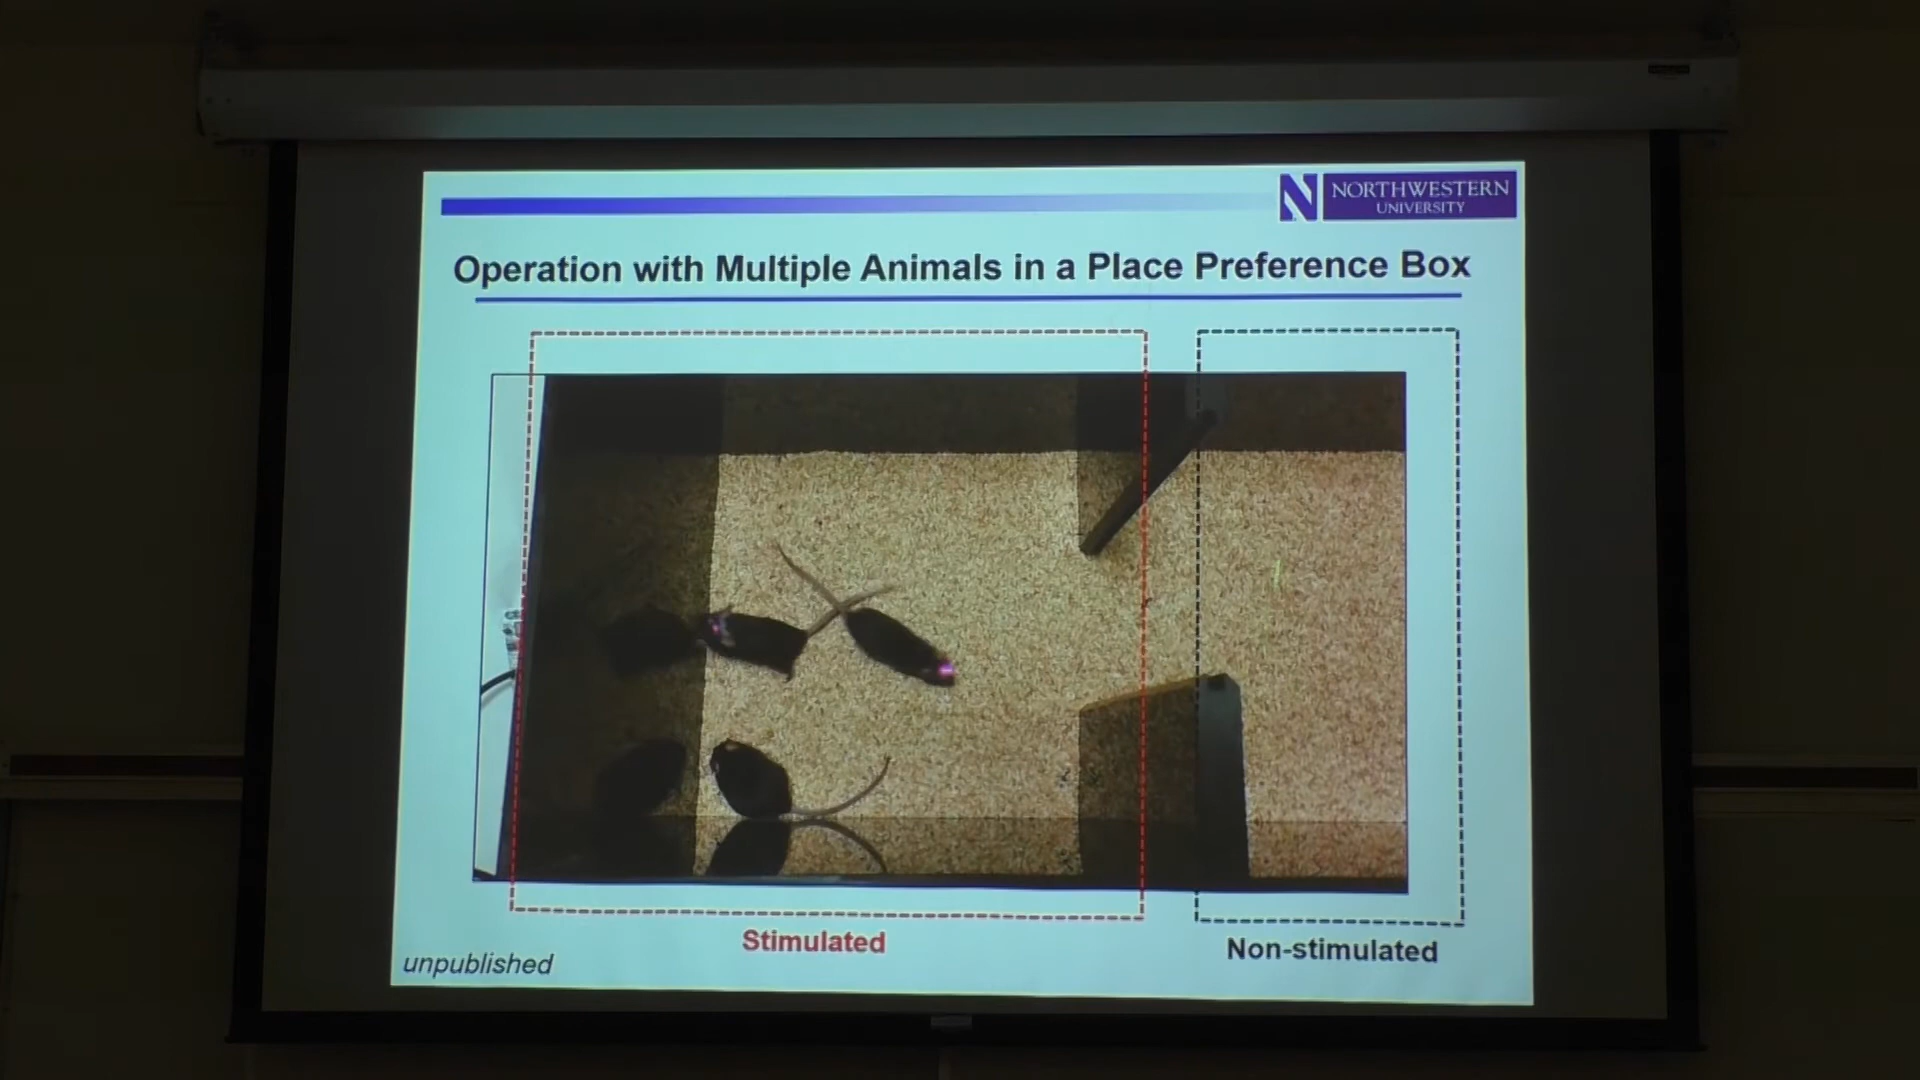 NORTHWESTERN
UNIVERSITY
Operation with Multiple Animals in a Place Preference Box
Stimulated
Non-stimulated
unpublished